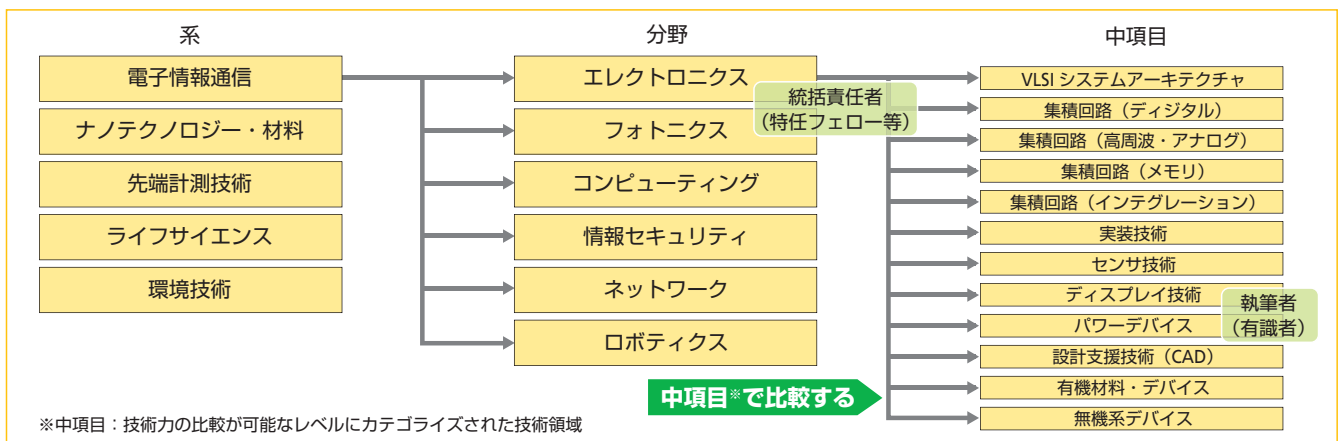 系
電子情報通信
ナノテクノロジー・材料
先端計測技術
ライフサイエンス
環境技術
分野
エレクトロニクス
フォトニクス
コンピューティング
情報セキュリティ
ネットワーク
ロボティクス
統括責任者
（特任フェロー等）
中項目
VLSI システムアーキテクチャ
集積回路（ディジタル）
集積回路（高周波・アナログ）
集積回路（メモリ）
集積回路（インテグレーション）
実装技術
センサ技術
ディスプレイ技術
パワーデバイス
設計支援技術（CAD）
有機材料・デバイス
無機系デバイス
執筆者
（有識者）
中項目※で比較する
※中項目：技術力の比較が可能なレベルにカテゴライズされた技術領域